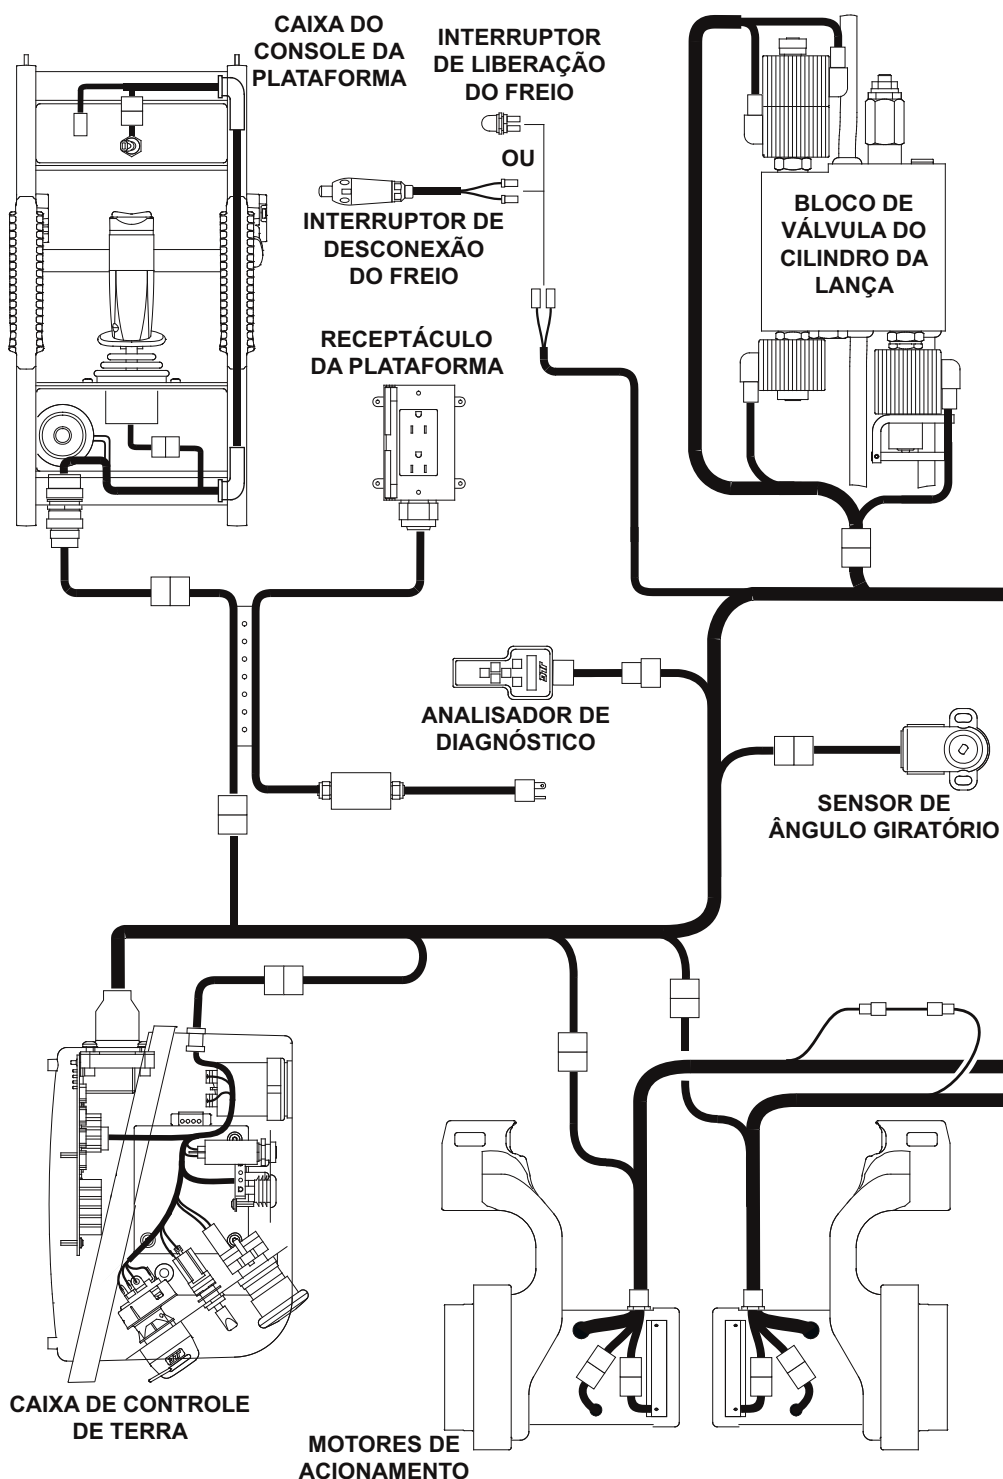 CAIXA DO
CONSOLE DA
PLATAFORMA
INTERRUPTOR
DE LIBERAÇÃO
DO FREIO
OU
INTERRUPTOR DE
DESCONEXÃO
DO FREIO
BLOCO DE
VÁLVULA DO
CILINDRO DA
LANÇA
RECEPTÁCULO
DA PLATAFORMA
ANALISADOR DE
DIAGNÓSTICO
SENSOR DE
ÂNGULO GIRATÓRIO
CAIXA DE CONTROLE
DE TERRA
MOTORES DE
ACIONAMENTO